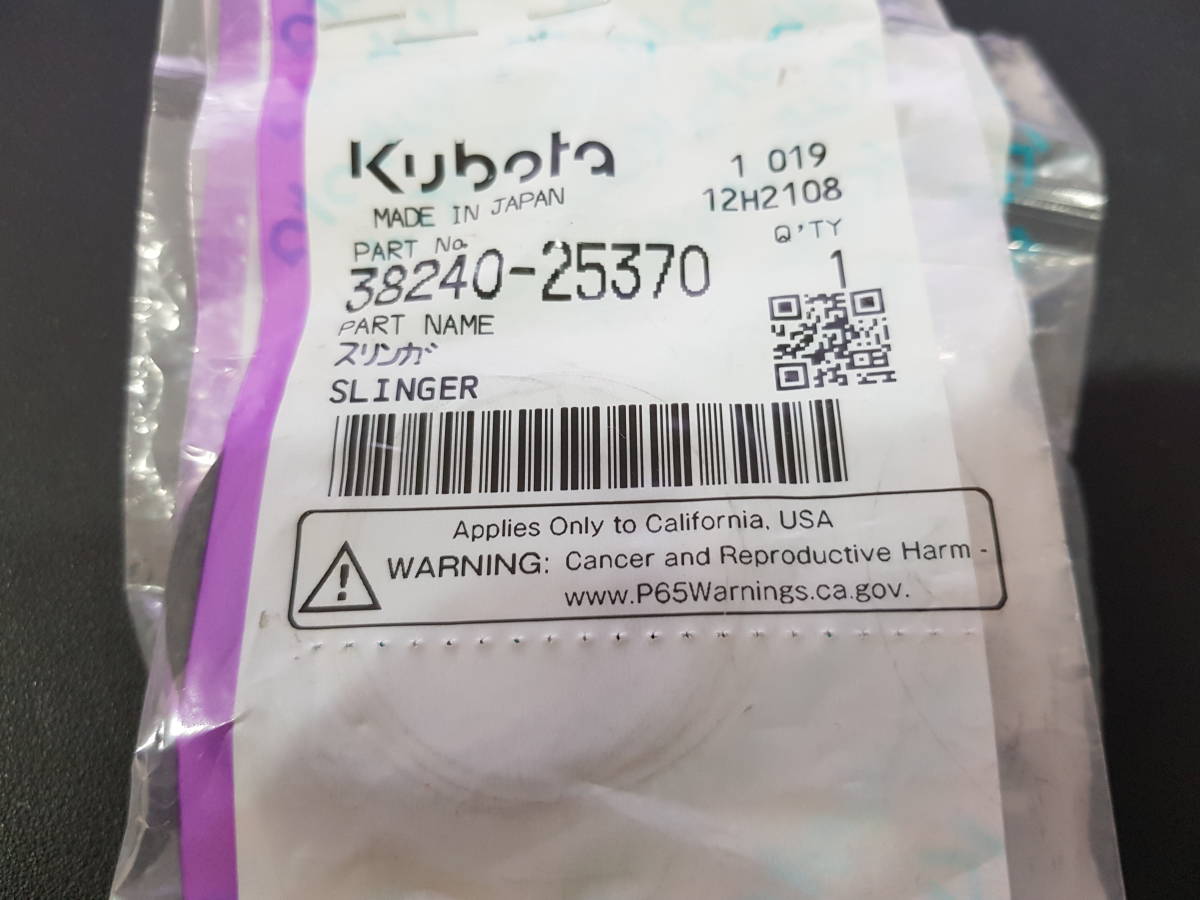 Kubota
1 019
MADE IN JAPAN
12H2108
PART No.
Q'TY
38240-25370
1
PART NAME
スリンガ
SLINGER
Applies Only to California, USA
WARNING: Cancer and Reproductive Harm -
www.P65Warnings.ca.gov.